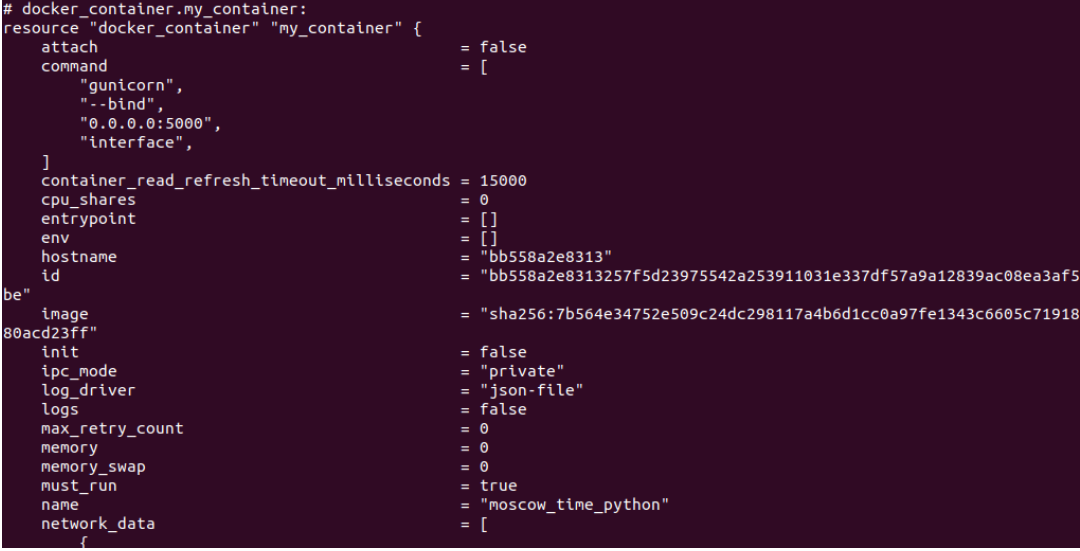 # docker_container.my_container:
resource "docker_container" "my_container" {
    attach                                      = false
    command                                     = [
        "gunicorn",
        "--bind",
        "0.0.0.0:5000",
        "interface",
    ]
    container_read_refresh_timeout_milliseconds = 15000
    cpu_shares                                  = 0
    entrypoint                                  = []
    env                                         = []
    hostname                                    = "bb558a2e8313"
    id                                          = "bb558a2e8313257f5d23975542a253911031e337df57a9a12839ac08ea3af5
be"
    image                                       = "sha256:7b564e34752e509c24dc298117a4b6d1cc0a97fe1343c6605c71918
80acd23ff"
    init                                        = false
    ipc_mode                                    = "private"
    log_driver                                  = "json-file"
    logs                                        = false
    max_retry_count                             = 0
    memory                                      = 0
    memory_swap                                 = 0
    must_run                                    = true
    name                                        = "moscow_time_python"
    network_data                                = [
        {